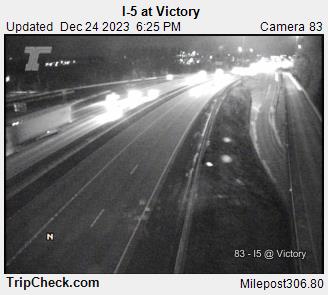 I-5 at Victory
Updated Dec 24 2023 6:25 PM Camera 83
T
N
83 - I5 @ Victory
TripCheck.com Milepost306.80